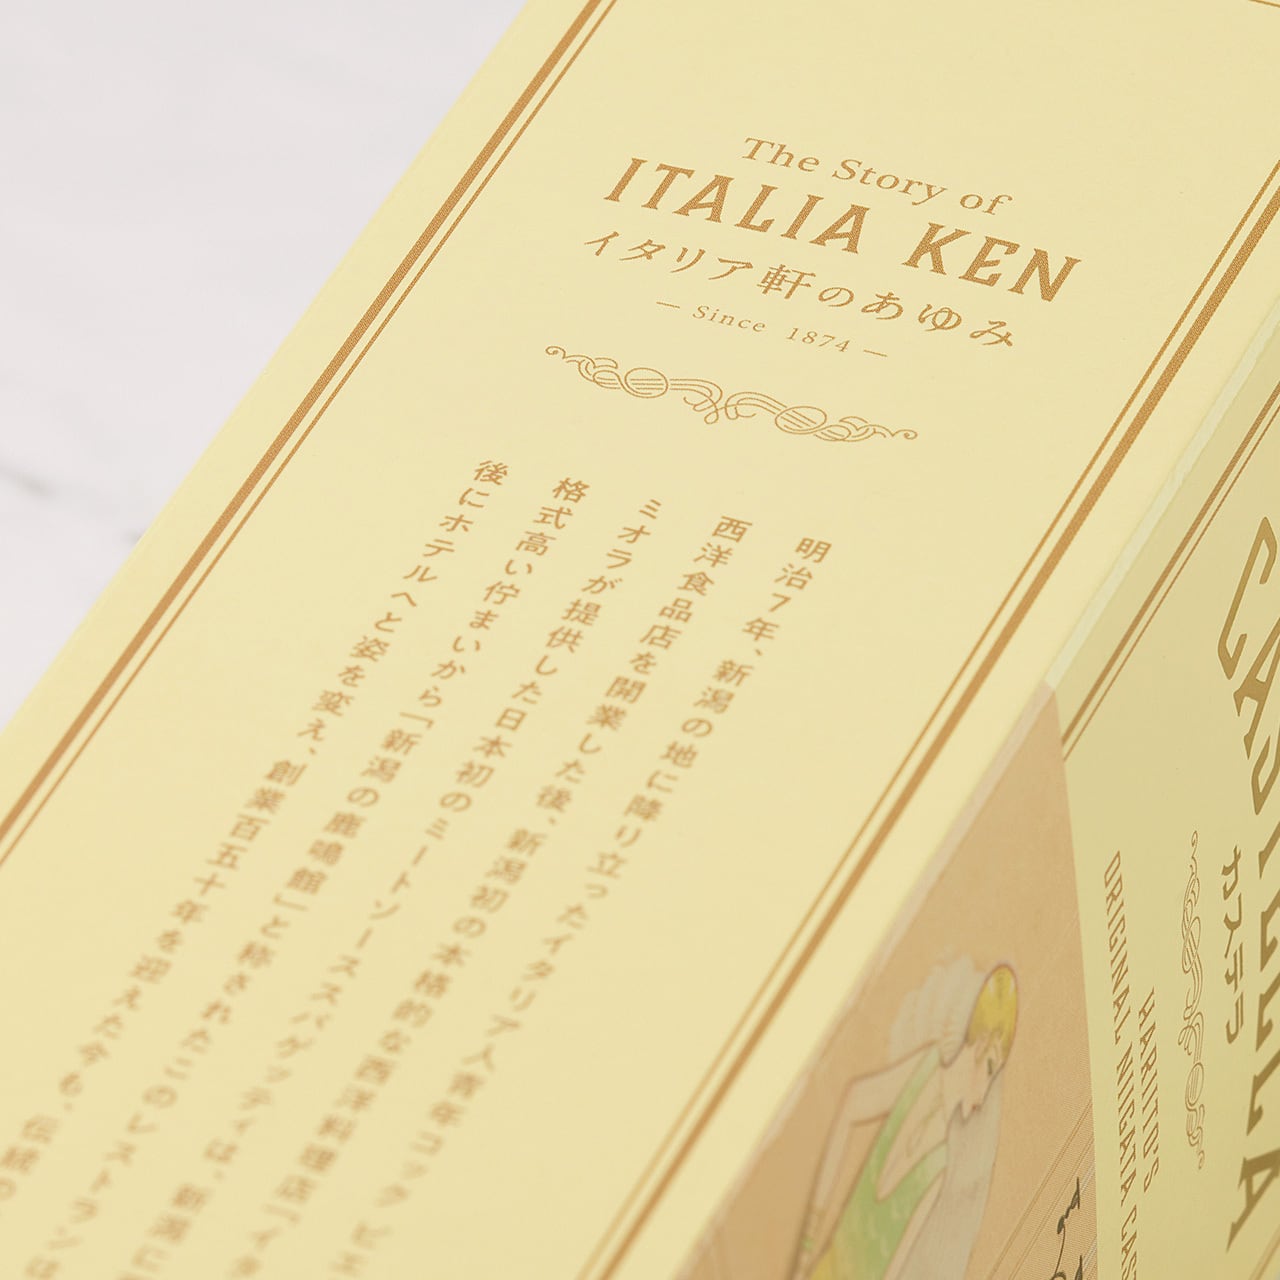 The Story of
ITALIA KEN
イタリア軒のあゆみ
— Since 1874 —
明治7年、新潟の地に降り立ったイタリア人青年コック ピエ
西洋食品店を開業した後、新潟初の本格的な西洋料理店「イタ
ミオラが提供した日本初のミートソーススパゲッティは、新潟に
格式高い佇まいから「新潟の鹿鳴館」と称されたこのレストランは
後にホテルへと姿を変え、創業百五十年を迎えた今も、伝統の
CASTELLA
カステラ
HARIITO'S
ORIGINAL NIIGATA CAST